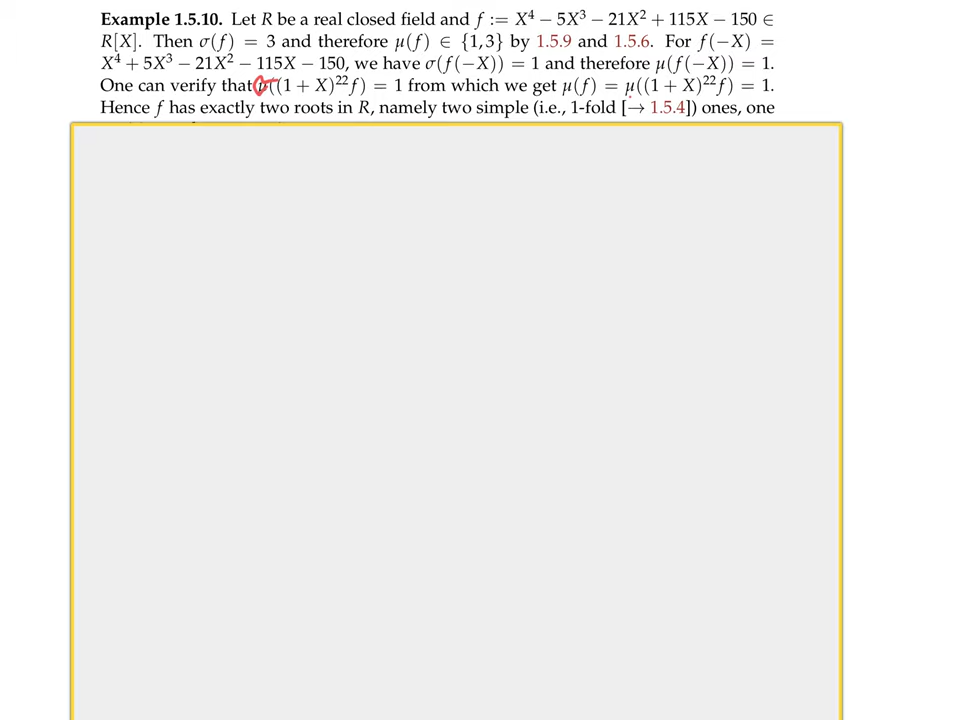 Example 1.5.10. Let R be a real closed field and f := X⁴ − 5X³ − 21X² + 115X − 150 ∈
R[X]. Then σ(f) = 3 and therefore μ(f) ∈ {1,3} by 1.5.9 and 1.5.6. For f(−X) =
X⁴ + 5X³ − 21X² − 115X − 150, we have σ(f(−X)) = 1 and therefore μ(f(−X)) = 1.
One can verify that σ((1 + X)²²f) = 1 from which we get μ(f) = μ((1 + X)²²f) = 1.
Hence f has exactly two roots in R, namely two simple (i.e., 1-fold [→ 1.5.4]) ones, one